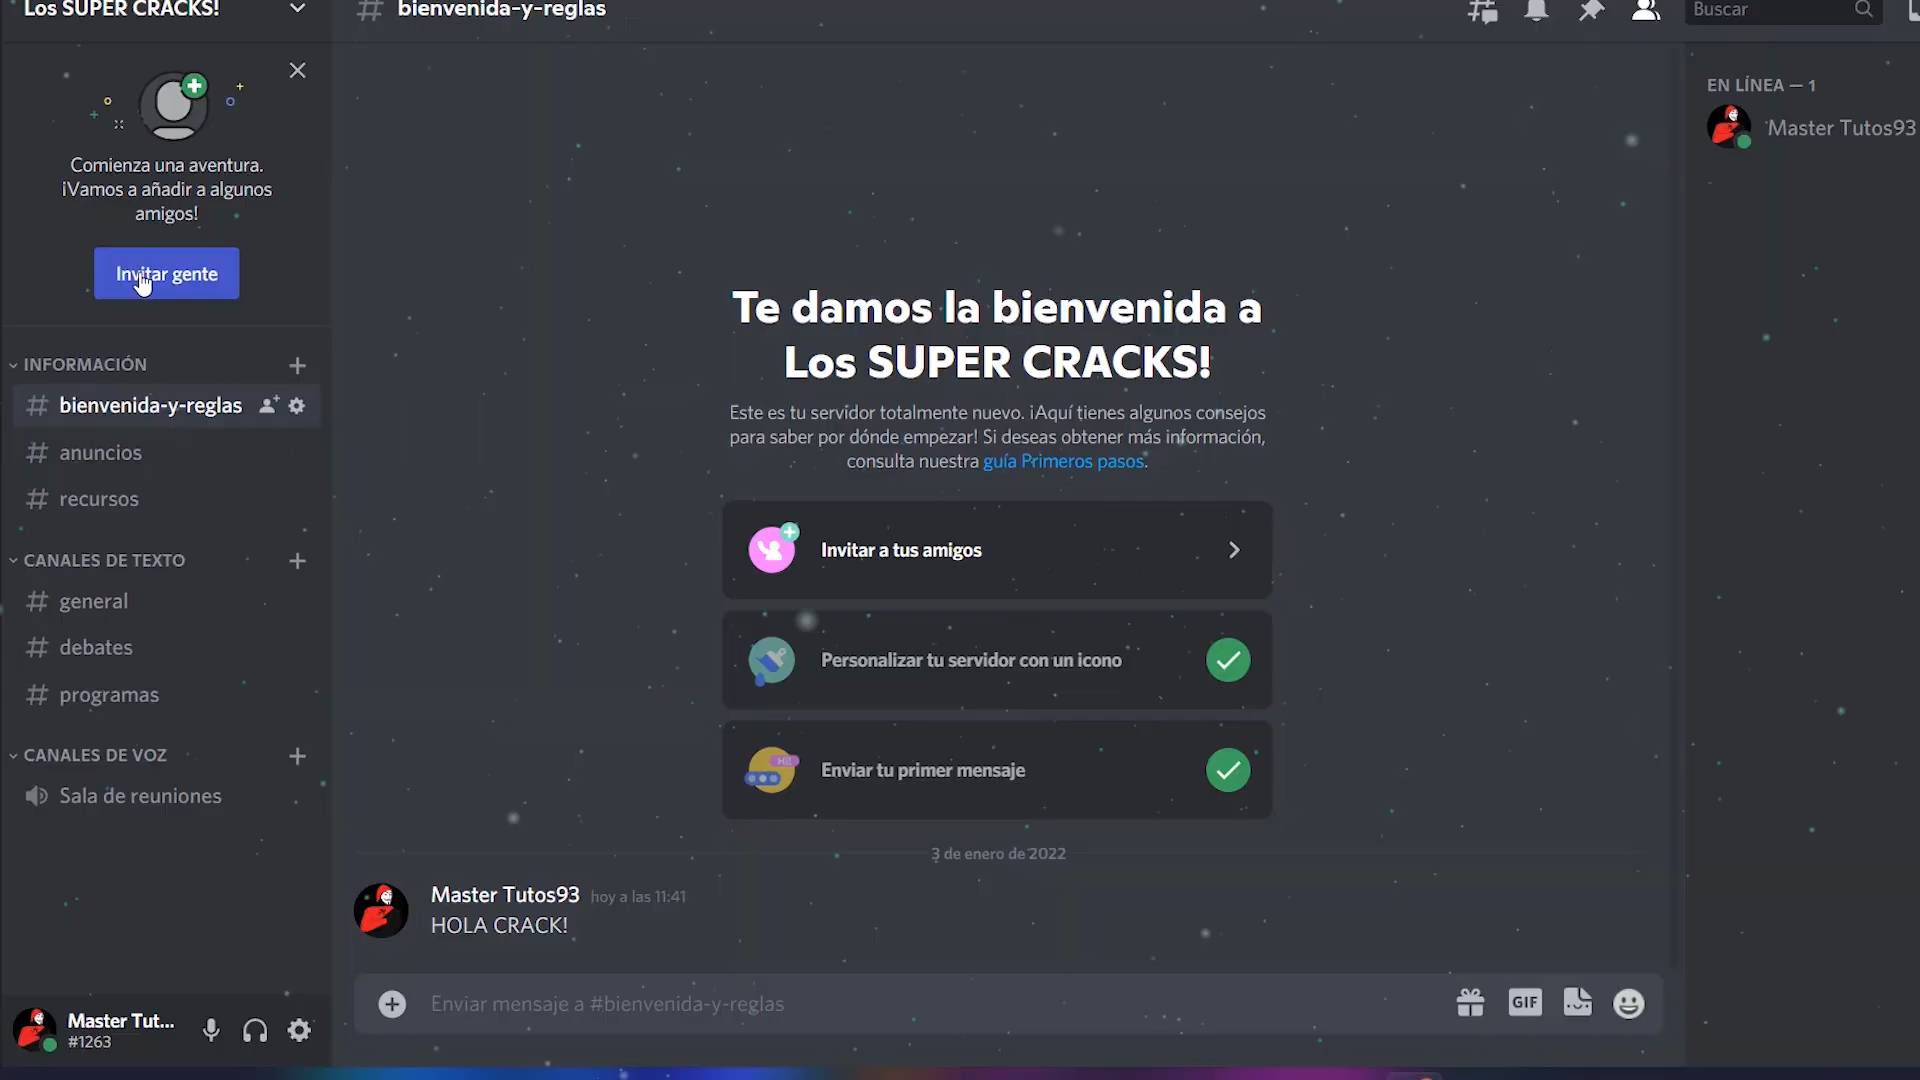 Los SUPER CRACKS!
bienvenida-y-reglas
Buscar
Comienza una aventura.
¡Vamos a añadir a algunos
amigos!
Invitar gente
INFORMACIÓN
bienvenida-y-reglas
anuncios
recursos
CANALES DE TEXTO
general
debates
programas
CANALES DE VOZ
Sala de reuniones
Master Tut...
#1263
Te damos la bienvenida a
Los SUPER CRACKS!
Este es tu servidor totalmente nuevo. ¡Aquí tienes algunos consejos
para saber por dónde empezar! Si deseas obtener más información,
consulta nuestra guía Primeros pasos.
Invitar a tus amigos
Personalizar tu servidor con un icono
Hi!
Enviar tu primer mensaje
3 de enero de 2022
Master Tutos93 hoy a las 11:41
HOLA CRACK!
Enviar mensaje a #bienvenida-y-reglas
GIF
EN LÍNEA — 1
Master Tutos93